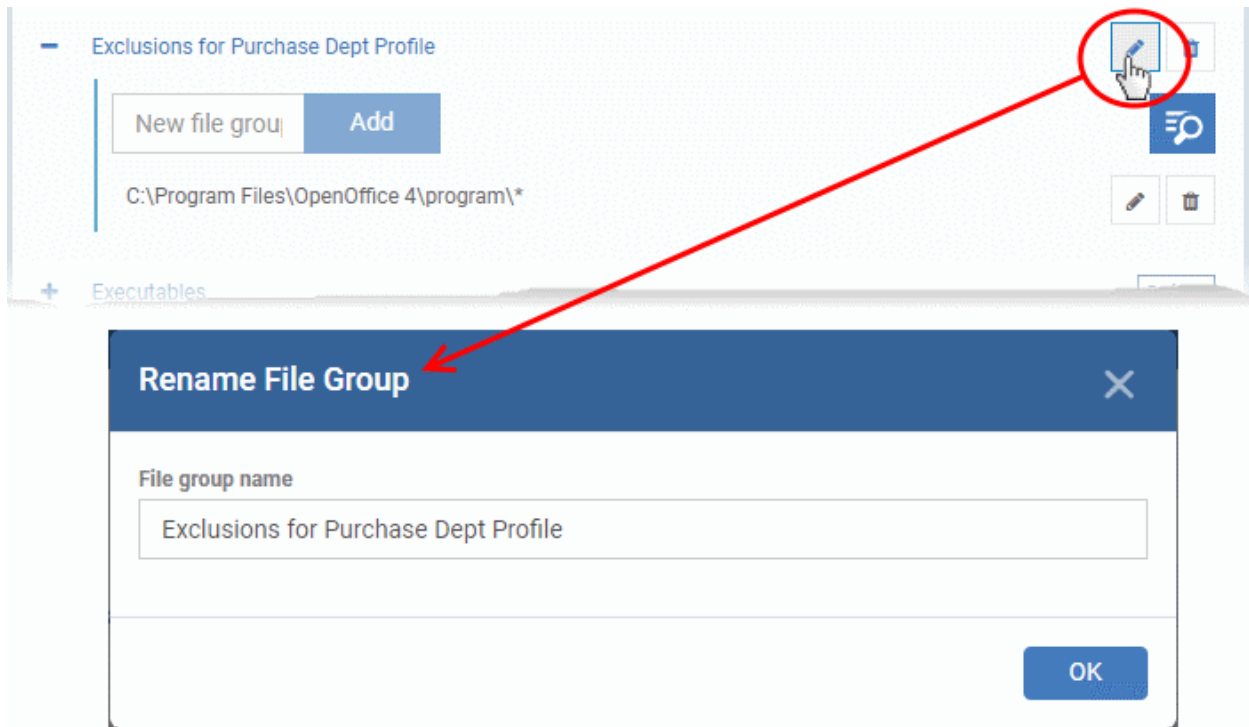 Exclusions for Purchase Dept Profile
New file grou
Add
C:\Program Files\OpenOffice 4\program\*
Executables
Rename File Group
File group name
Exclusions for Purchase Dept Profile
OK